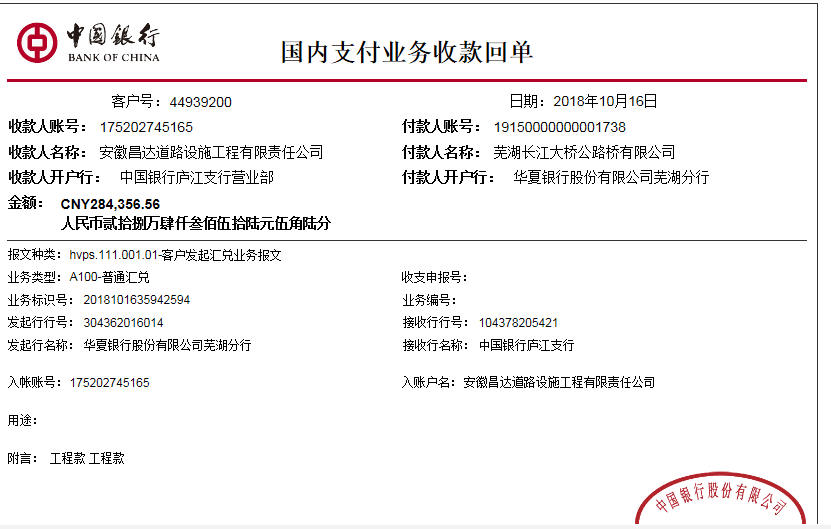 中国银行
BANK OF CHINA
国内支付业务收款回单
客户号：44939200 日期：2018年10月16日
收款人账号：175202745165 付款人账号：19150000000001738
收款人名称：安徽昌达道路设施工程有限责任公司 付款人名称：芜湖长江大桥公路桥有限公司
收款人开户行：中国银行庐江支行营业部 付款人开户行：华夏银行股份有限公司芜湖分行
金额：CNY284,356.56
人民币贰拾捌万肆仟叁佰伍拾陆元伍角陆分
报文种类：hvps.111.001.01-客户发起汇兑业务报文
业务类型：A100-普通汇兑 收支申报号：
业务标识号：2018101635942594 业务编号：
发起行行号：304362016014 接收行行号：104378205421
发起行名称：华夏银行股份有限公司芜湖分行 接收行名称：中国银行庐江支行
入帐账号：175202745165 入账户名：安徽昌达道路设施工程有限责任公司
用途：
附言：工程款 工程款
中国银行股份有限公司